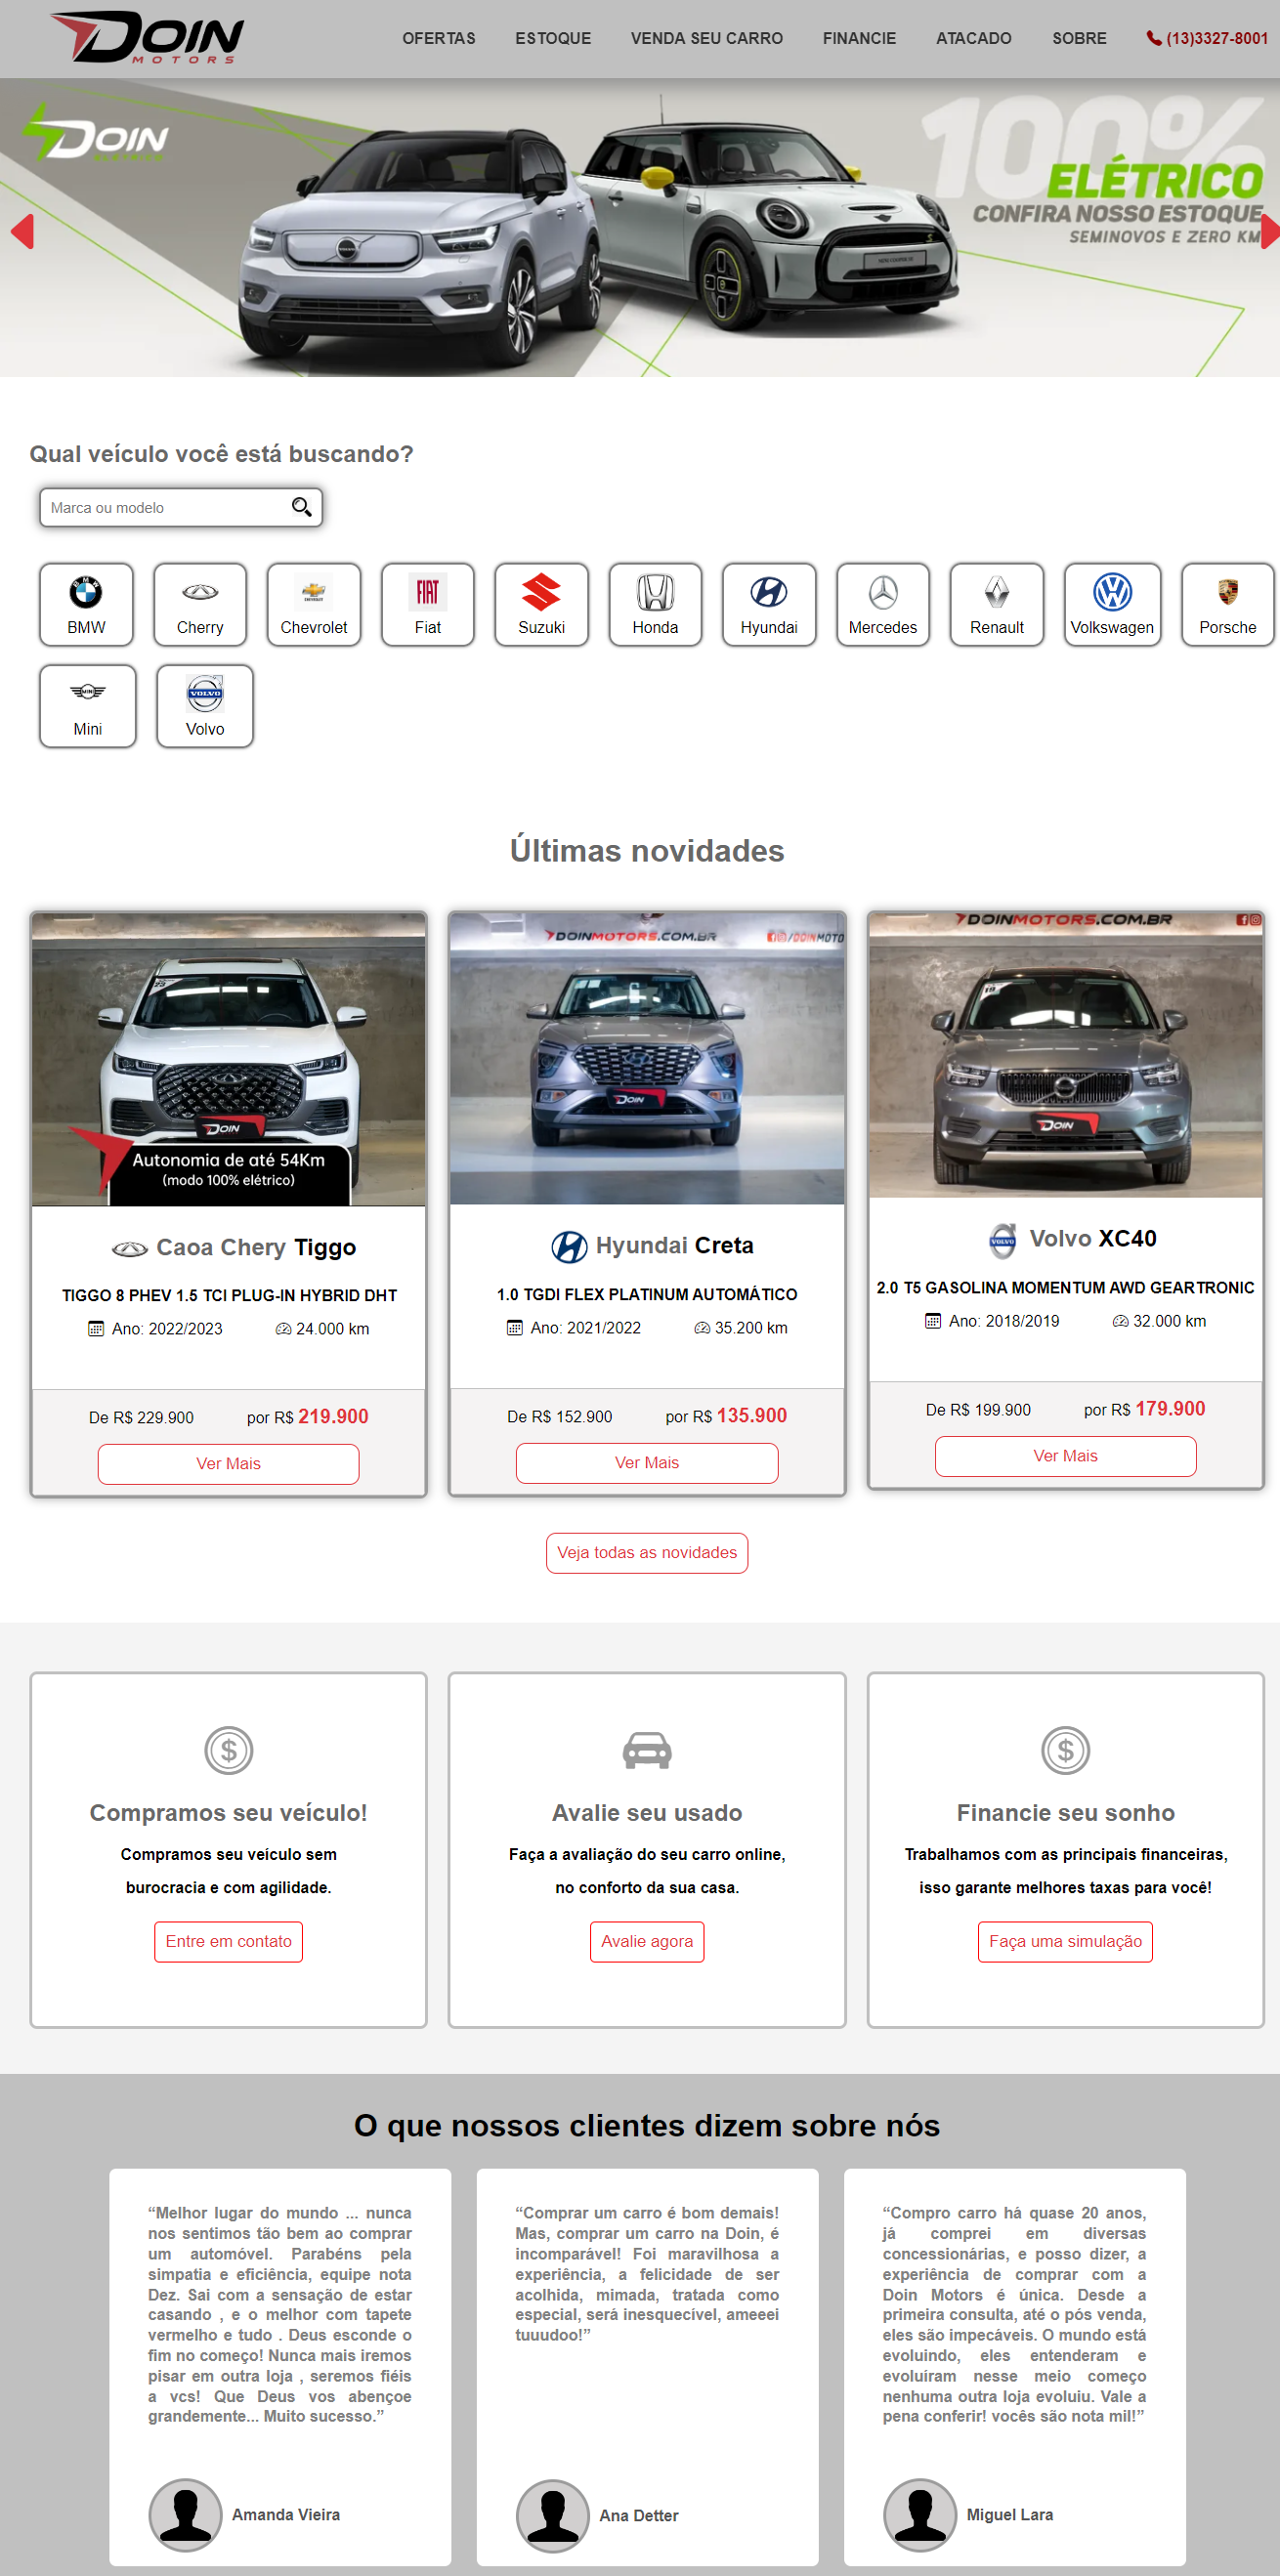 DOIN
MOTORS
OFERTAS ESTOQUE VENDA SEU CARRO FINANCIE ATACADO SOBRE (13)3327-8001
DOIN
100%
ELÉTRICO
CONFIRA NOSSO ESTOQUE
SEMINOVOS E ZERO KM
Qual veículo você está buscando?
Marca ou modelo
BMW Cherry Chevrolet Fiat Suzuki Honda Hyundai Mercedes Renault Volkswagen Porsche
Mini Volvo
Últimas novidades
DOINMOTORS.COM.BR /DOINMOTO
DOINMOTORS.COM.BR
DOIN
DOIN
DOIN
Autonomia de até 54Km
(modo 100% elétrico)
Caoa Chery Tiggo
TIGGO 8 PHEV 1.5 TCI PLUG-IN HYBRID DHT
Ano: 2022/2023 24.000 km
De R$ 229.900 por R$ 219.900
Ver Mais
Hyundai Creta
1.0 TGDI FLEX PLATINUM AUTOMÁTICO
Ano: 2021/2022 35.200 km
De R$ 152.900 por R$ 135.900
Ver Mais
Volvo XC40
2.0 T5 GASOLINA MOMENTUM AWD GEARTRONIC
Ano: 2018/2019 32.000 km
De R$ 199.900 por R$ 179.900
Ver Mais
Veja todas as novidades
Compramos seu veículo!
Compramos seu veículo sem
burocracia e com agilidade.
Entre em contato
Avalie seu usado
Faça a avaliação do seu carro online,
no conforto da sua casa.
Avalie agora
Financie seu sonho
Trabalhamos com as principais financeiras,
isso garante melhores taxas para você!
Faça uma simulação
O que nossos clientes dizem sobre nós
“Melhor lugar do mundo ... nunca
nos sentimos tão bem ao comprar
um automóvel. Parabéns pela
simpatia e eficiência, equipe nota
Dez. Sai com a sensação de estar
casando , e o melhor com tapete
vermelho e tudo . Deus esconde o
fim no começo! Nunca mais iremos
pisar em outra loja , seremos fiéis
a vcs! Que Deus vos abençoe
grandemente... Muito sucesso.”
Amanda Vieira
“Comprar um carro é bom demais!
Mas, comprar um carro na Doin, é
incomparável! Foi maravilhosa a
experiência, a felicidade de ser
acolhida, mimada, tratada como
especial, será inesquecivel, ameeei
tuuudoo!”
Ana Detter
“Compro carro há quase 20 anos,
já comprei em diversas
concessionárias, e posso dizer, a
experiência de comprar com a
Doin Motors é única. Desde a
primeira consulta, até o pós venda,
eles são impecáveis. O mundo está
evoluindo, eles entenderam e
evoluíram nesse meio começo
nenhuma outra loja evoluiu. Vale a
pena conferir! vocês são nota mil!”
Miguel Lara